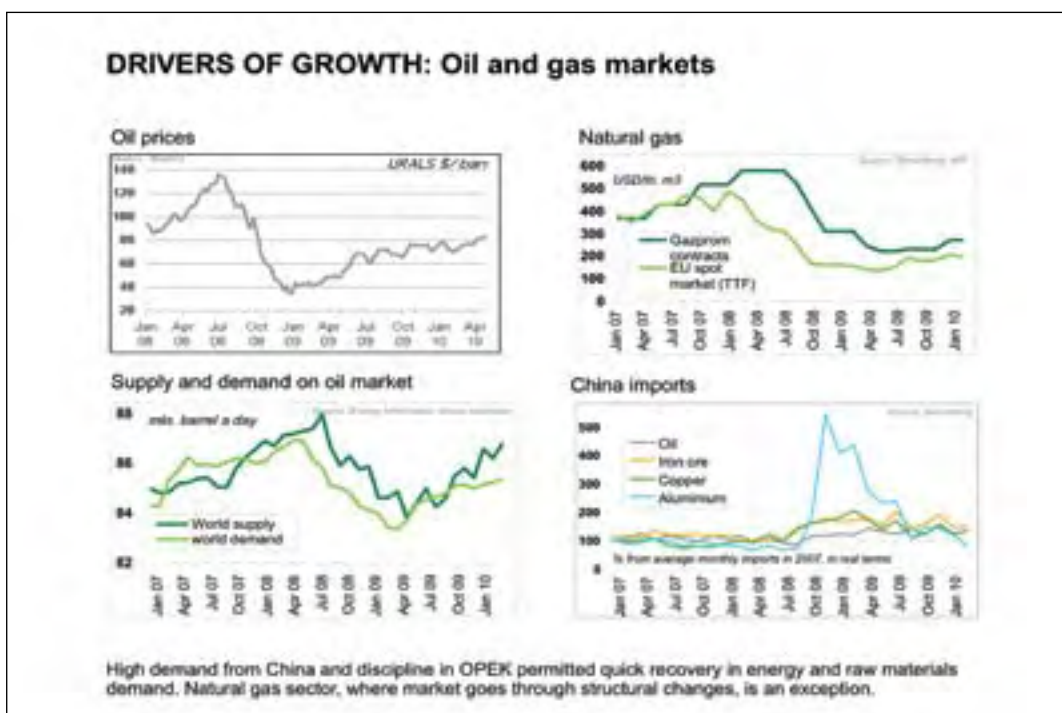 DRIVERS OF GROWTH: Oil and gas markets
Oil prices
URALS $/barr
140
120
100
80
60
40
20
Jan 08 Apr 08 Jul 08 Oct 08 Jan 09 Apr 09 Jul 09 Oct 09 Jan 10 Apr 10
Natural gas
USD/th. m3
600
500
400
300
200
100
0
Gazprom
contracts
EU spot
market (TTF)
Jan 07 Apr 07 Jul 07 Oct 07 Jan 08 Apr 08 Jul 08 Oct 08 Jan 09 Apr 09 Jul 09 Oct 09 Jan 10
Supply and demand on oil market
mln. barrel a day
88
86
84
82
World supply
world demand
Jan 07 Apr 07 Jul 07 Oct 07 Jan 08 Apr 08 Jul 08 Oct 08 Jan 09 Apr 09 Jul 09 Oct 09 Jan 10
China imports
500
400
300
200
100
0
Oil
Iron ore
Copper
Aluminium
% from average monthly imports in 2007, in real terms
Jan 07 Apr 07 Jul 07 Oct 07 Jan 08 Apr 08 Jul 08 Oct 08 Jan 09 Apr 09 Jul 09 Oct 09 Jan 10
High demand from China and discipline in OPEK permitted quick recovery in energy and raw materials
demand. Natural gas sector, where market goes through structural changes, is an exception.